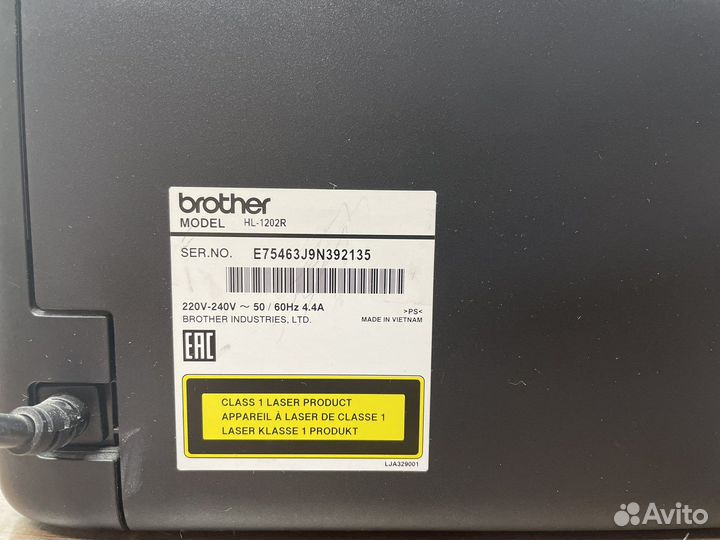 brother
MODEL HL-1202R
SER.NO. E75463J9N392135
220V-240V ~ 50 / 60Hz 4.4A >PS<
BROTHER INDUSTRIES, LTD. MADE IN VIETNAM
EAC
CLASS 1 LASER PRODUCT
APPAREIL À LASER DE CLASSE 1
LASER KLASSE 1 PRODUKT
LJA329001
Avito